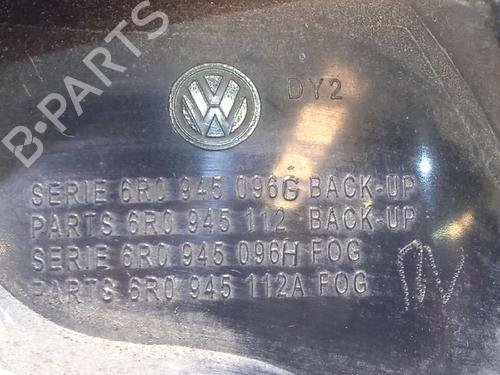 B-PARTS
DY2
SERIE 6R0 945 096G BACK-UP
PARTS 6R0 945 112 BACK-UP
SERIE 6R0 945 096H FOG
PARTS 6R0 945 112A FOG